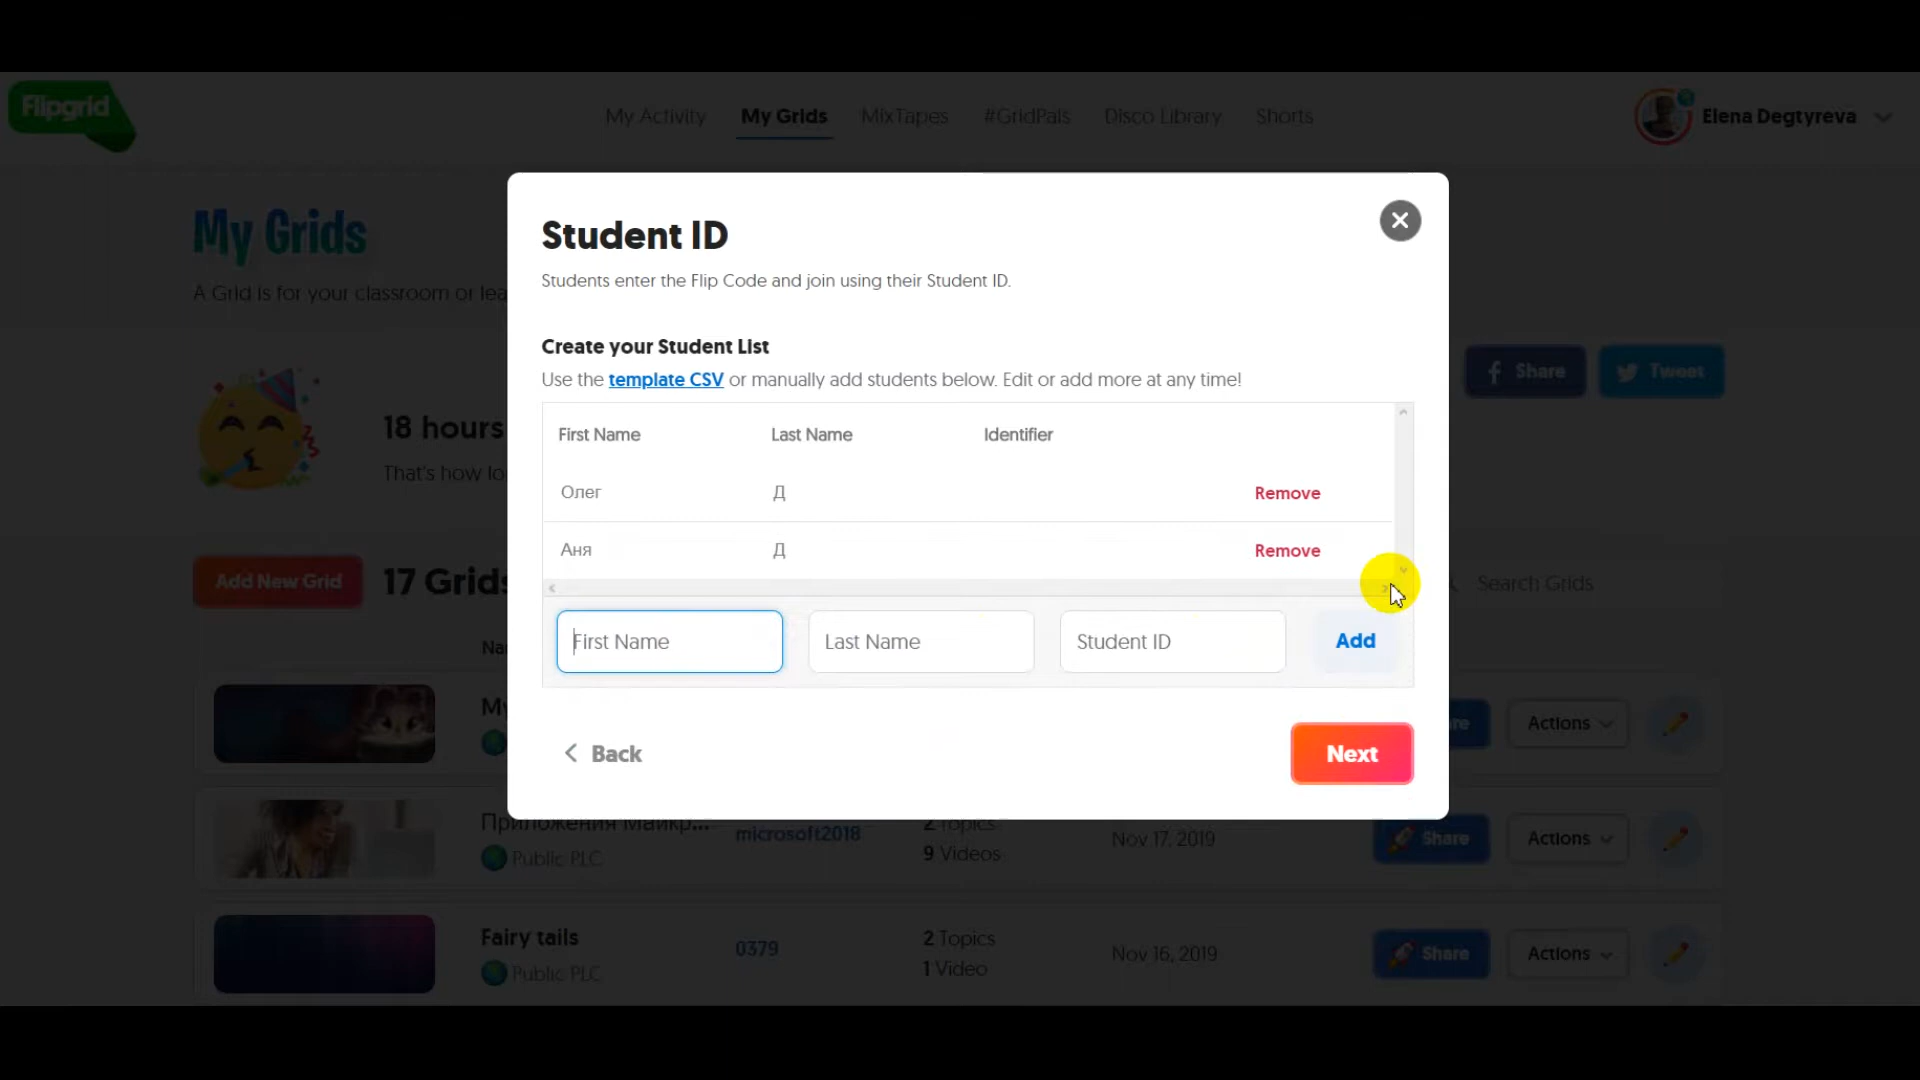 Flipgrid
My Activity
My Grids
MixTapes
#GridPals
Disco Library
Shorts
Elena Degtyreva
My Grids
A Grid is for your classroom or lea
18 hours
That's how lo
Share
Tweet
Add New Grid
17 Grids
Search Grids
Student ID
Students enter the Flip Code and join using their Student ID.
Create your Student List
Use the template CSV or manually add students below. Edit or add more at any time!
First Name
Last Name
Identifier
Олег
Д
Remove
Аня
Д
Remove
First Name
Last Name
Student ID
Add
Back
Next
Actions
Приложения Майкр...
Public PLC
microsoft2018
2 Topics
9 Videos
Nov 17, 2019
Share
Actions
Fairy tails
Public PLC
0379
2 Topics
1 Video
Nov 16, 2019
Share
Actions